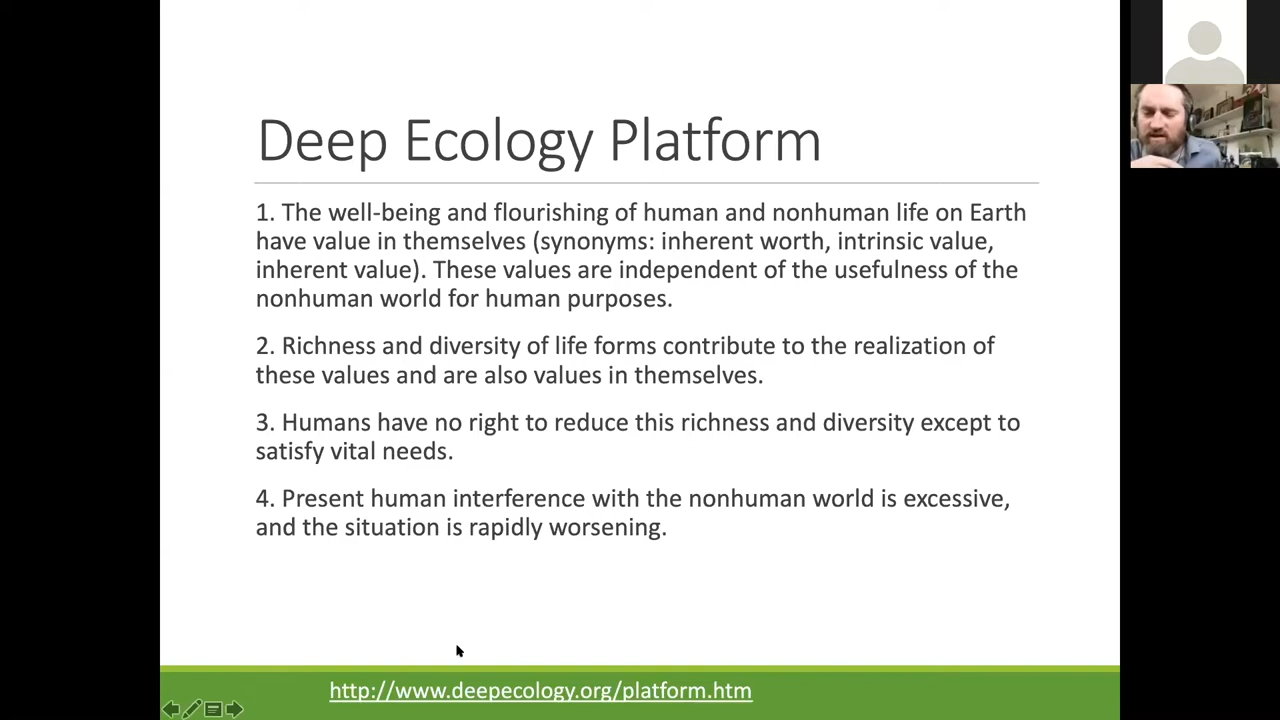 Deep Ecology Platform
1. The well-being and flourishing of human and nonhuman life on Earth
have value in themselves (synonyms: inherent worth, intrinsic value,
inherent value). These values are independent of the usefulness of the
nonhuman world for human purposes.
2. Richness and diversity of life forms contribute to the realization of
these values and are also values in themselves.
3. Humans have no right to reduce this richness and diversity except to
satisfy vital needs.
4. Present human interference with the nonhuman world is excessive,
and the situation is rapidly worsening.
http://www.deepecology.org/platform.htm